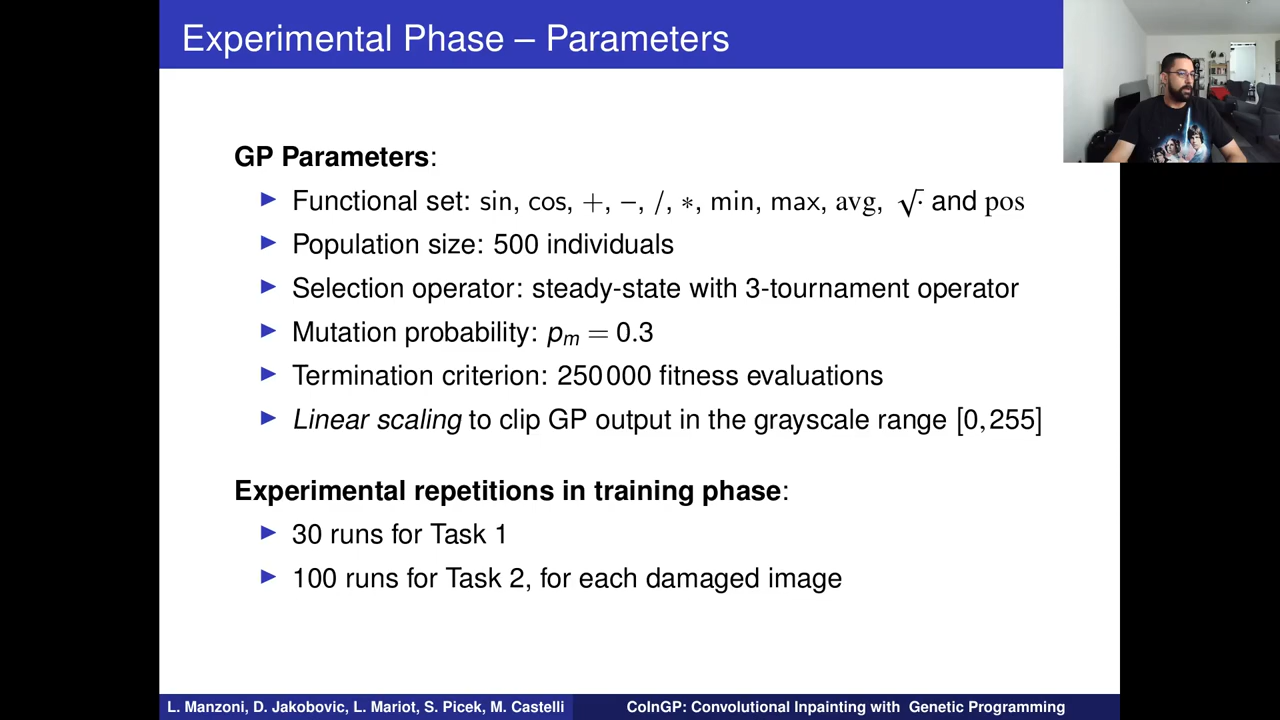 Experimental Phase – Parameters
GP Parameters:
Functional set: sin, cos, +, −, /, ∗, min, max, avg, √· and pos
Population size: 500 individuals
Selection operator: steady-state with 3-tournament operator
Mutation probability: pₘ = 0.3
Termination criterion: 250 000 fitness evaluations
Linear scaling to clip GP output in the grayscale range [0, 255]
Experimental repetitions in training phase:
30 runs for Task 1
100 runs for Task 2, for each damaged image
L. Manzoni, D. Jakobovic, L. Mariot, S. Picek, M. Castelli
CoInGP: Convolutional Inpainting with Genetic Programming